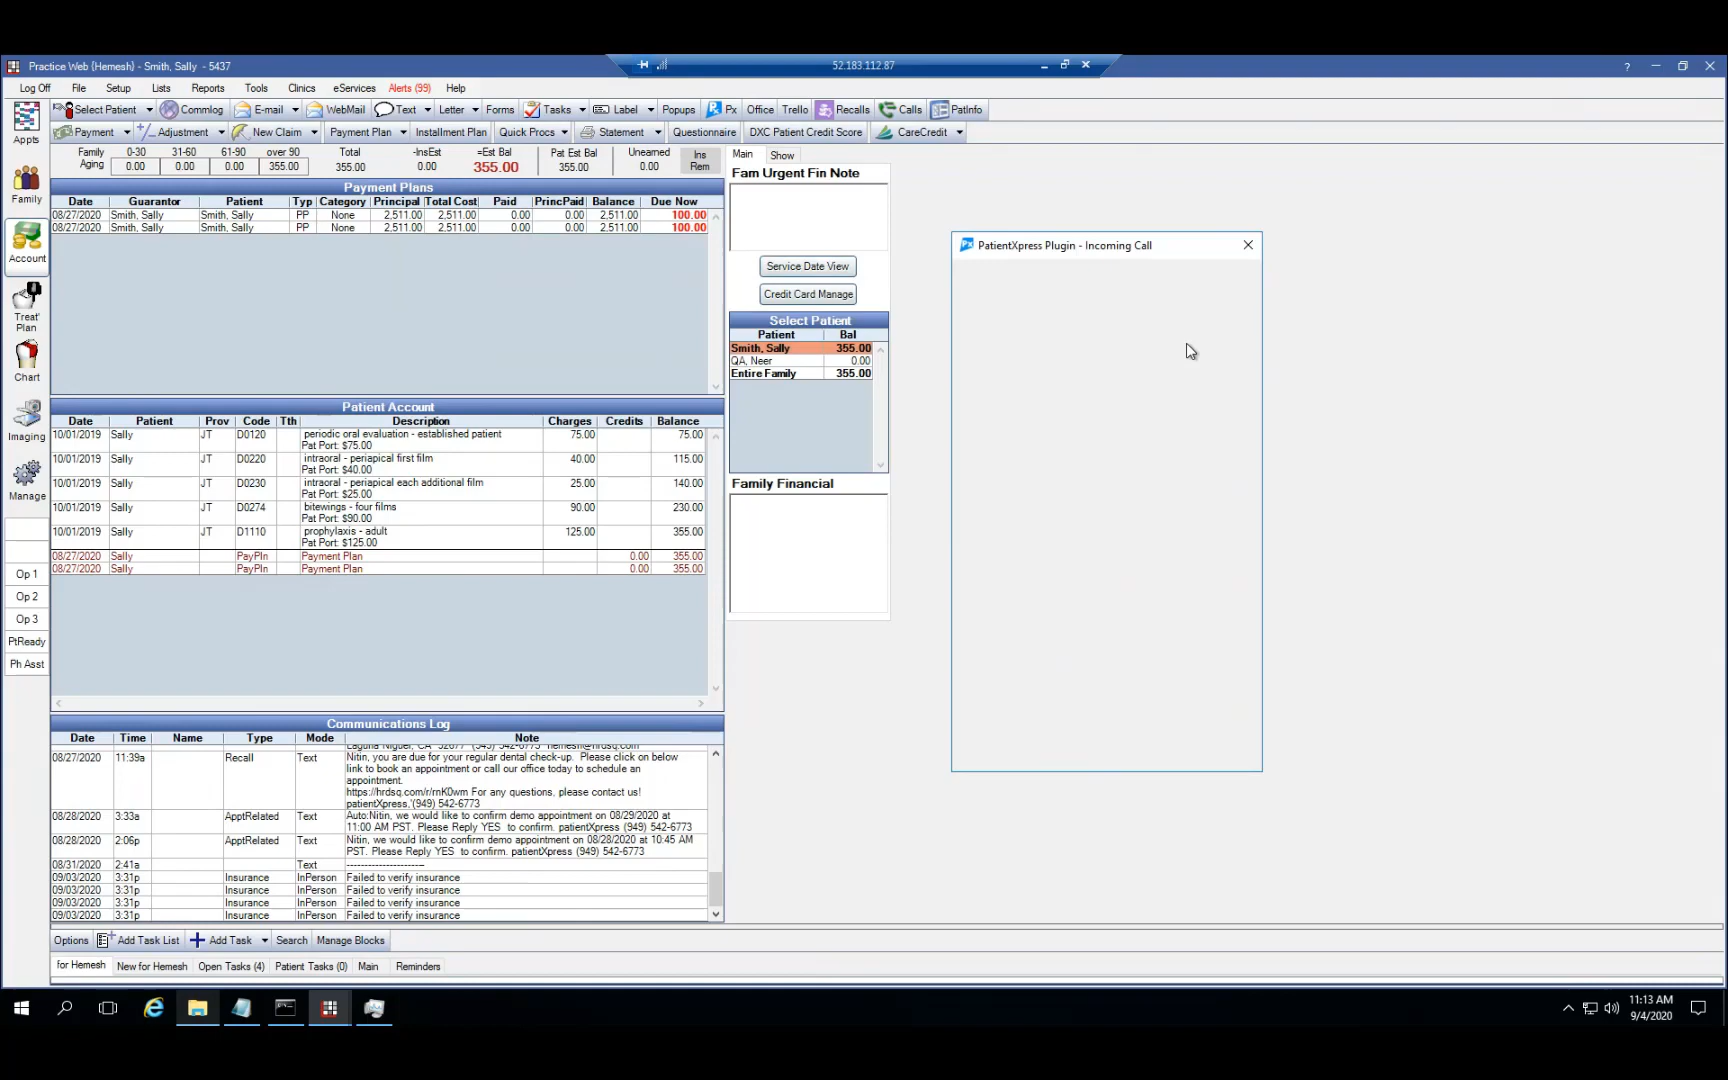 Practice Web {Hemesh} - Smith, Sally - 5437
52.183.112.87
Log Off File Setup Lists Reports Tools Clinics eServices Alerts (99) Help
Select Patient Commlog E-mail WebMail Text Letter Forms Tasks Label Popups Px Office Trello Recalls Calls PatInfo
Payment Adjustment New Claim Payment Plan Installment Plan Quick Procs Statement Questionnaire DXC Patient Credit Score CareCredit
Appts
Family
Account
Treat' Plan
Chart
Imaging
Manage
Op 1
Op 2
Op 3
PtReady
Ph Asst
Family Aging 0-30 31-60 61-90 over 90 Total -InsEst =Est Bal Pat Est Bal Unearned Ins Rem
0.00 0.00 0.00 355.00 355.00 0.00 355.00 355.00 0.00
Payment Plans
Date Guarantor Patient Typ Category Principal Total Cost Paid PrincPaid Balance Due Now
08/27/2020 Smith, Sally Smith, Sally PP None 2,511.00 2,511.00 0.00 0.00 2,511.00 100.00
08/27/2020 Smith, Sally Smith, Sally PP None 2,511.00 2,511.00 0.00 0.00 2,511.00 100.00
Patient Account
Date Patient Prov Code Tth Description Charges Credits Balance
10/01/2019 Sally JT D0120 periodic oral evaluation - established patient 75.00 75.00
Pat Port: $75.00
10/01/2019 Sally JT D0220 intraoral - periapical first film 40.00 115.00
Pat Port: $40.00
10/01/2019 Sally JT D0230 intraoral - periapical each additional film 25.00 140.00
Pat Port: $25.00
10/01/2019 Sally JT D0274 bitewings - four films 90.00 230.00
Pat Port: $90.00
10/01/2019 Sally JT D1110 prophylaxis - adult 125.00 355.00
Pat Port: $125.00
08/27/2020 Sally PayPln Payment Plan 0.00 355.00
08/27/2020 Sally PayPln Payment Plan 0.00 355.00
Communications Log
Date Time Name Type Mode Note
Laguna Niguel, CA 92677 (949) 542-6773 hemesh@hrdsq.com
08/27/2020 11:39a Recall Text Nitin, you are due for your regular dental check-up. Please click on below
link to book an appointment or call our office today to schedule an
appointment.
https://hrdsq.com/r/rnK0wm For any questions, please contact us!
patientXpress,'(949) 542-6773
08/28/2020 3:33a ApptRelated Text Auto:Nitin, we would like to confirm demo appointment on 08/29/2020 at
11:00 AM PST. Please Reply YES to confirm. patientXpress (949) 542-6773
08/28/2020 2:06p ApptRelated Text Nitin, we would like to confirm demo appointment on 08/28/2020 at 10:45 AM
PST. Please Reply YES to confirm. patientXpress (949) 542-6773
08/31/2020 2:41a Text ----------------------
09/03/2020 3:31p Insurance InPerson Failed to verify insurance
09/03/2020 3:31p Insurance InPerson Failed to verify insurance
09/03/2020 3:31p Insurance InPerson Failed to verify insurance
09/03/2020 3:31p Insurance InPerson Failed to verify insurance
Main Show
Fam Urgent Fin Note
Service Date View
Credit Card Manage
Select Patient
Patient Bal
Smith, Sally 355.00
QA, Neer 0.00
Entire Family 355.00
Family Financial
Px PatientXpress Plugin - Incoming Call
Options Add Task List Add Task Search Manage Blocks
for Hemesh New for Hemesh Open Tasks (4) Patient Tasks (0) Main Reminders
11:13 AM
9/4/2020